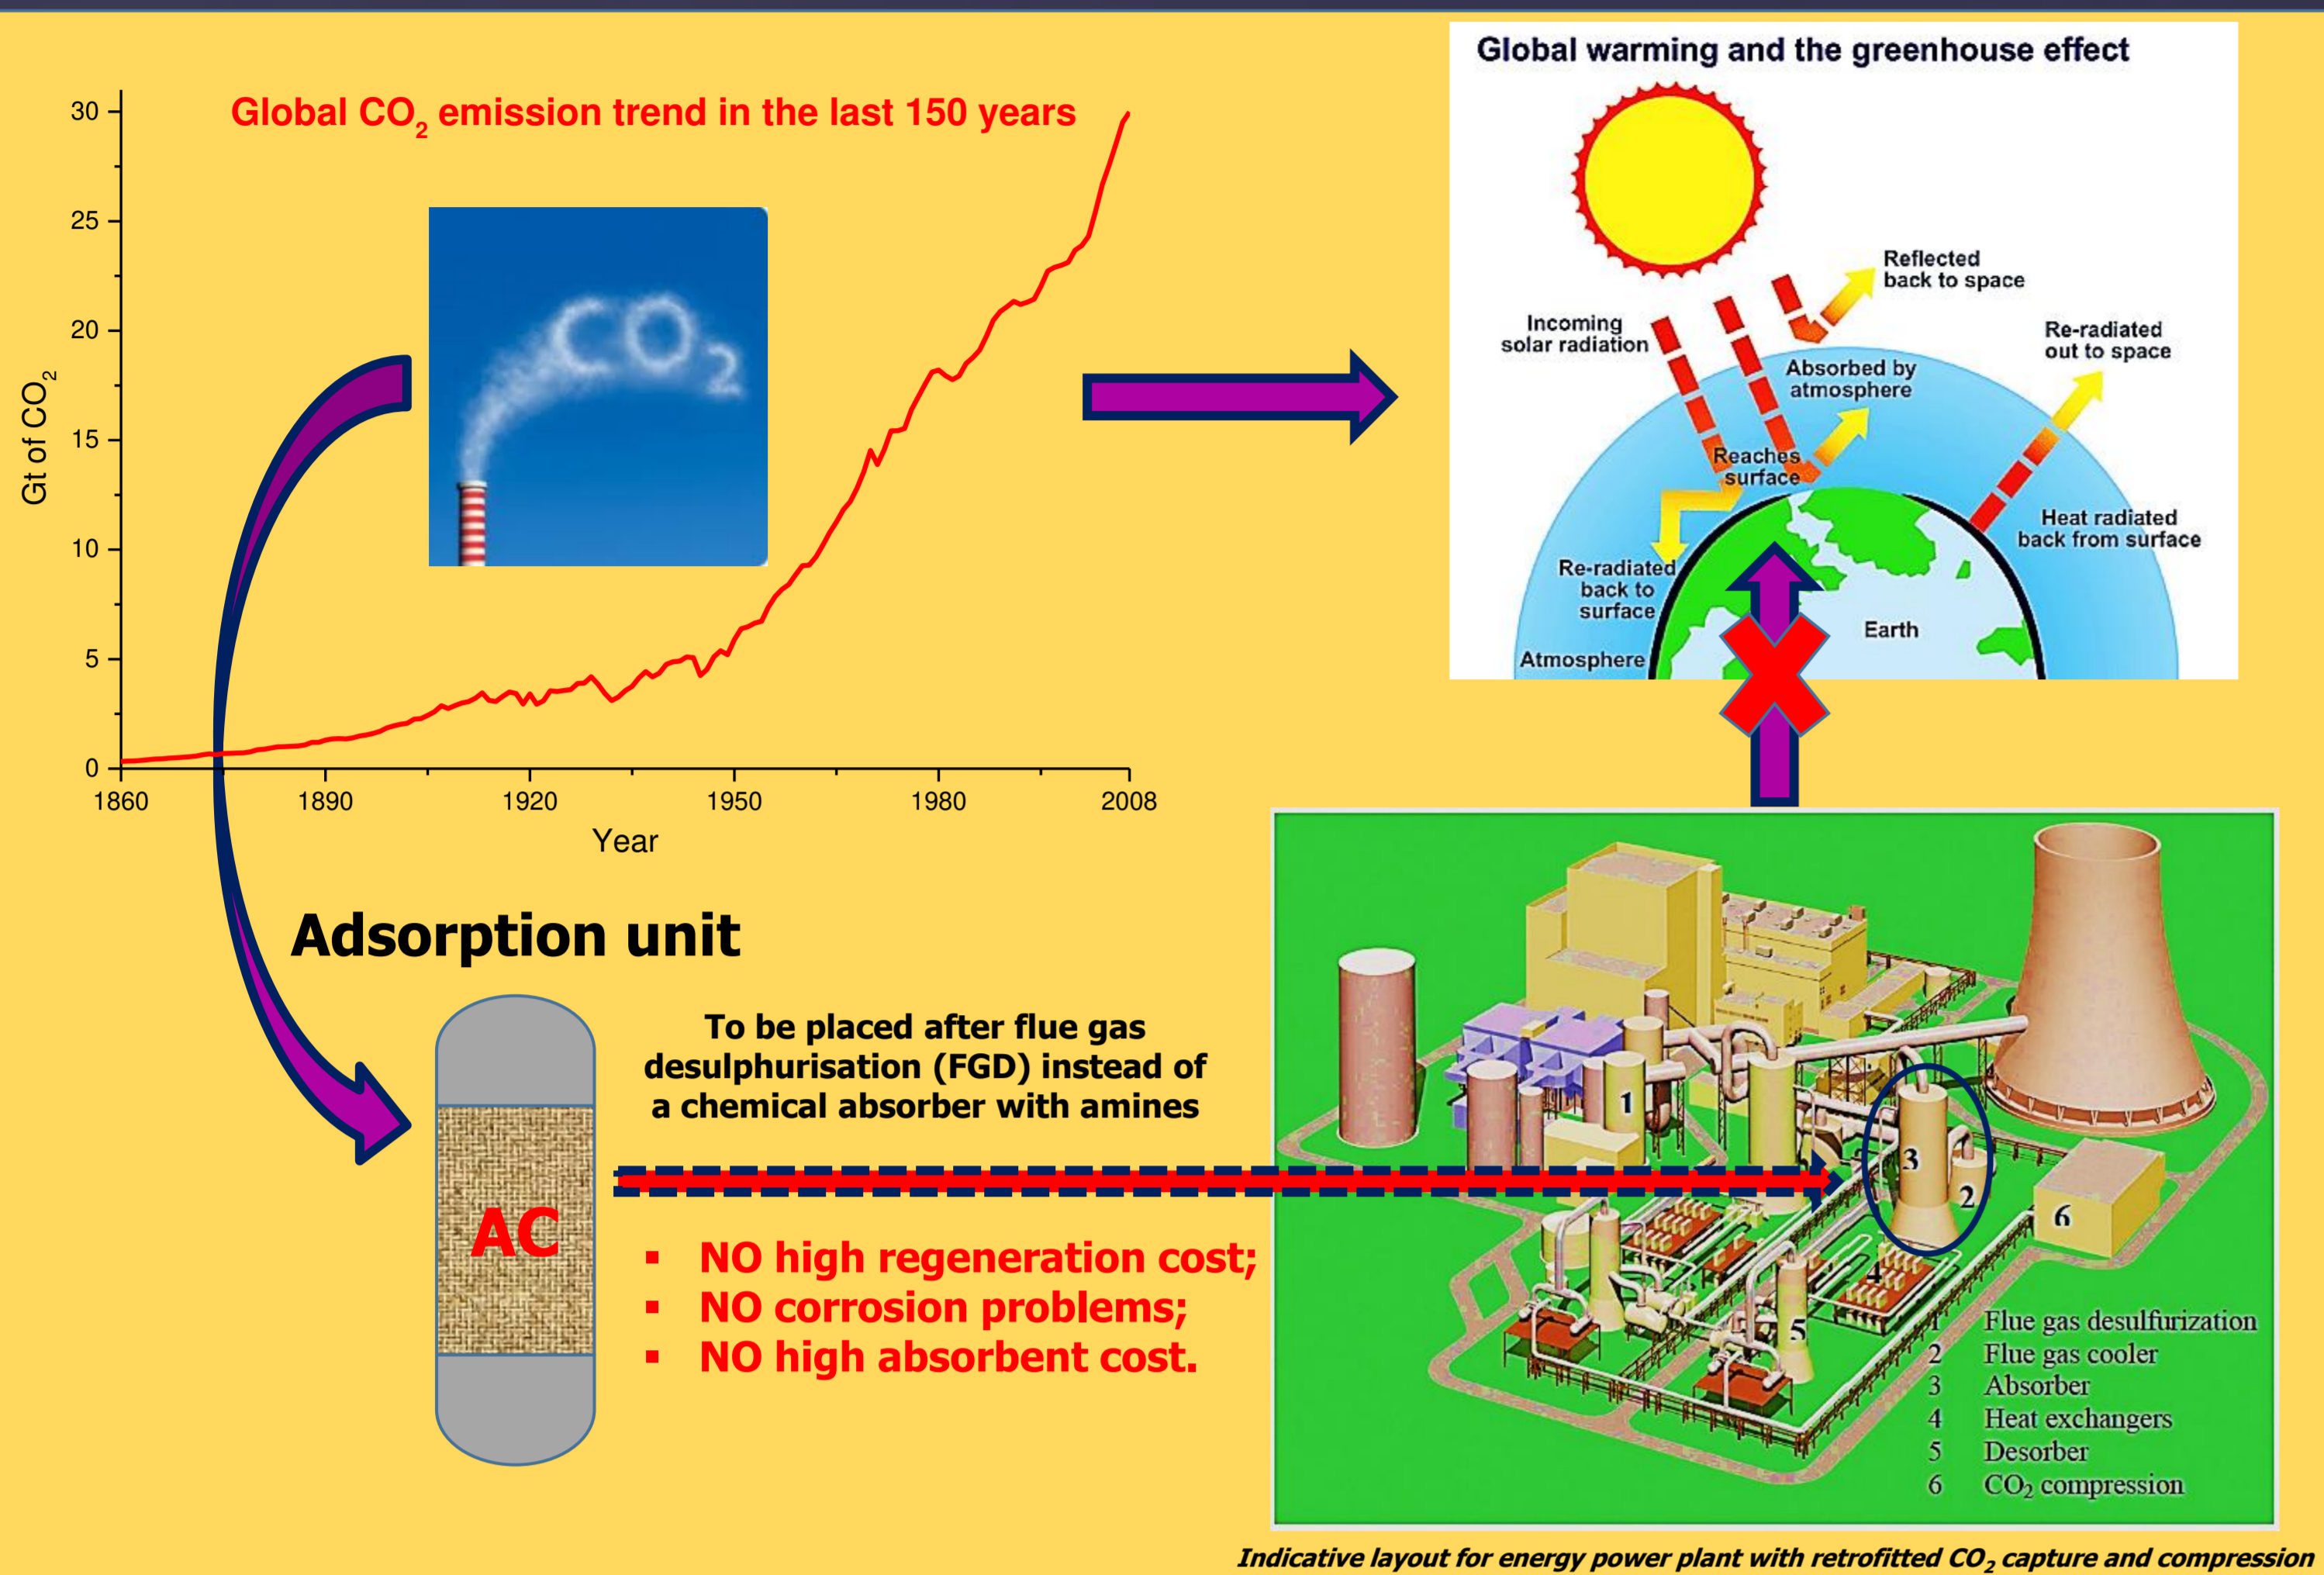 Global CO₂ emission trend in the last 150 years
Gt of CO₂
30
25
20
15
10
5
0
1860
1890
1920
1950
1980
2008
Year
CO₂
Global warming and the greenhouse effect
Reflected
back to space
Incoming
solar radiation
Re-radiated
out to space
Absorbed by
atmosphere
Reaches
surface
Heat radiated
back from surface
Re-radiated
back to
surface
Earth
Atmosphere
Adsorption unit
AC
To be placed after flue gas
desulphurisation (FGD) instead of
a chemical absorber with amines
▪ NO high regeneration cost;
▪ NO corrosion problems;
▪ NO high absorbent cost.
1
3
2
6
4
5
1 Flue gas desulfurization
2 Flue gas cooler
3 Absorber
4 Heat exchangers
5 Desorber
6 CO₂ compression
Indicative layout for energy power plant with retrofitted CO₂ capture and compression